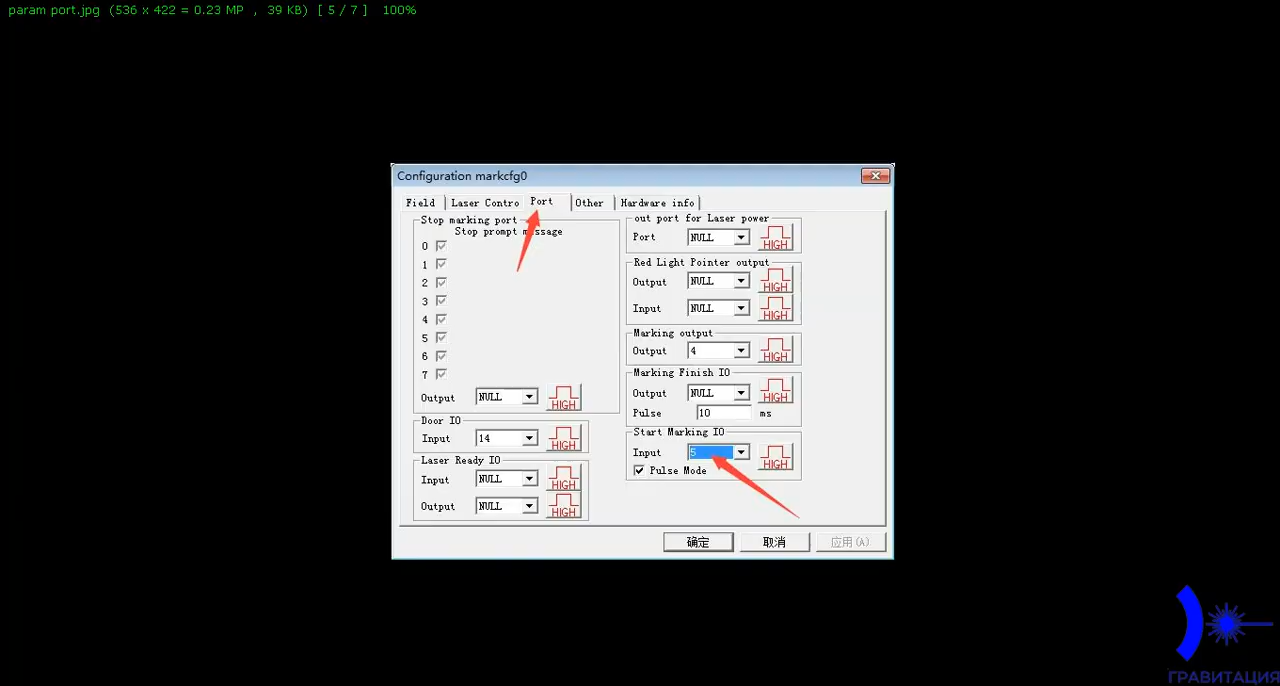 param port.jpg (536 x 422 = 0.23 MP , 39 KB) [ 5 / 7 ] 100%
Configuration markcfg0
Field Laser Contro Port Other Hardware info
Stop marking port
Stop prompt message
0
1
2
3
4
5
6
7
Output NULL HIGH
Door IO
Input 14 HIGH
Laser Ready IO
Input NULL HIGH
Output NULL HIGH
out port for Laser power
Port NULL HIGH
Red Light Pointer output
Output NULL HIGH
Input NULL HIGH
Marking output
Output 4 HIGH
Marking Finish IO
Output NULL HIGH
Pulse 10 ms
Start Marking IO
Input 5 HIGH
Pulse Mode
确定 取消 应用(A)
ГРАВИТАЦИЯ